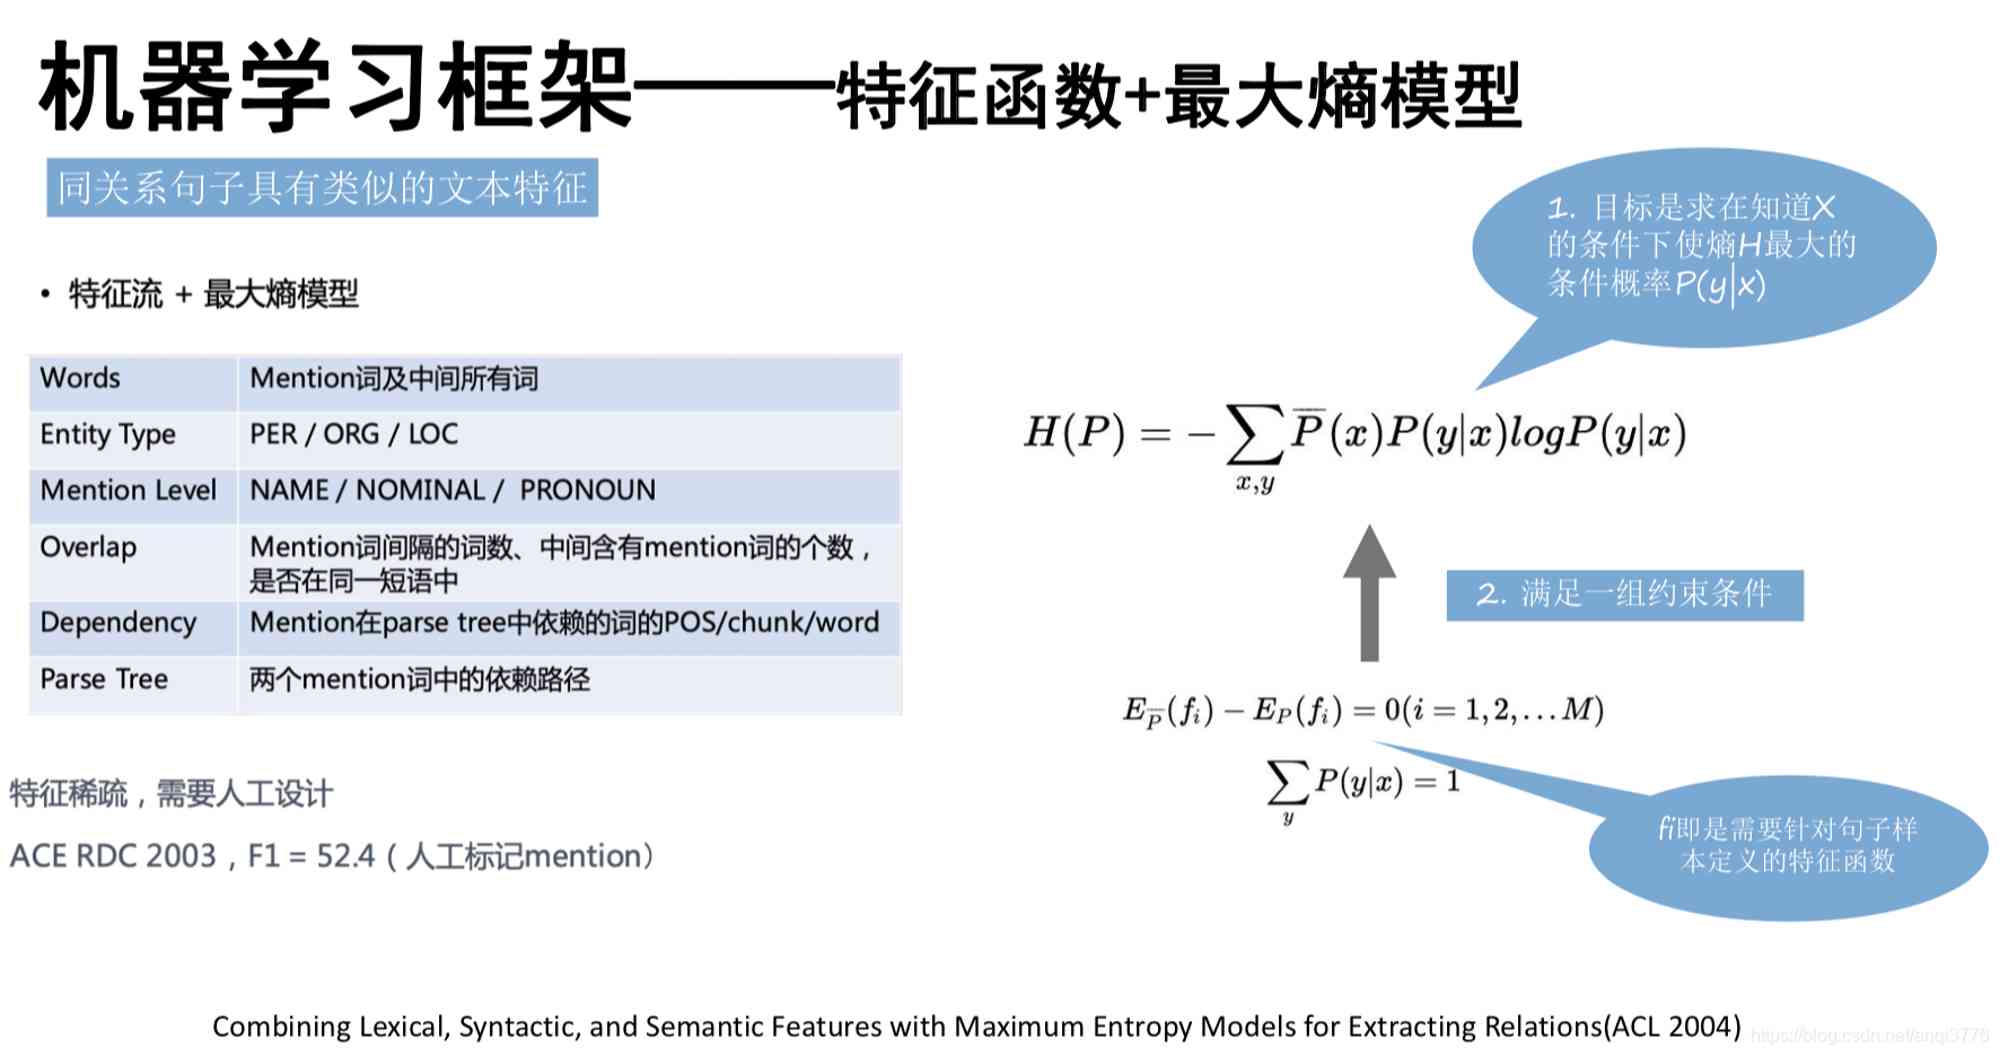 机器学习框架——特征函数+最大熵模型
同关系句子具有类似的文本特征
• 特征流 + 最大熵模型
Words Mention词及中间所有词
Entity Type PER / ORG / LOC
Mention Level NAME / NOMINAL / PRONOUN
Overlap Mention词间隔的词数、中间含有mention词的个数，
是否在同一短语中
Dependency Mention在parse tree中依赖的词的POS/chunk/word
Parse Tree 两个mention词中的依赖路径
特征稀疏，需要人工设计
ACE RDC 2003，F1 = 52.4（人工标记mention）
1. 目标是求在知道X
的条件下使熵H最大的
条件概率P(y|x)
H(P) = −∑x,y P̅(x)P(y|x)logP(y|x)
2. 满足一组约束条件
E_P̅(f_i) − E_P(f_i) = 0(i = 1,2,…M)
∑y P(y|x) = 1
fi即是需要针对句子样
本定义的特征函数
Combining Lexical, Syntactic, and Semantic Features with Maximum Entropy Models for Extracting Relations(ACL 2004)